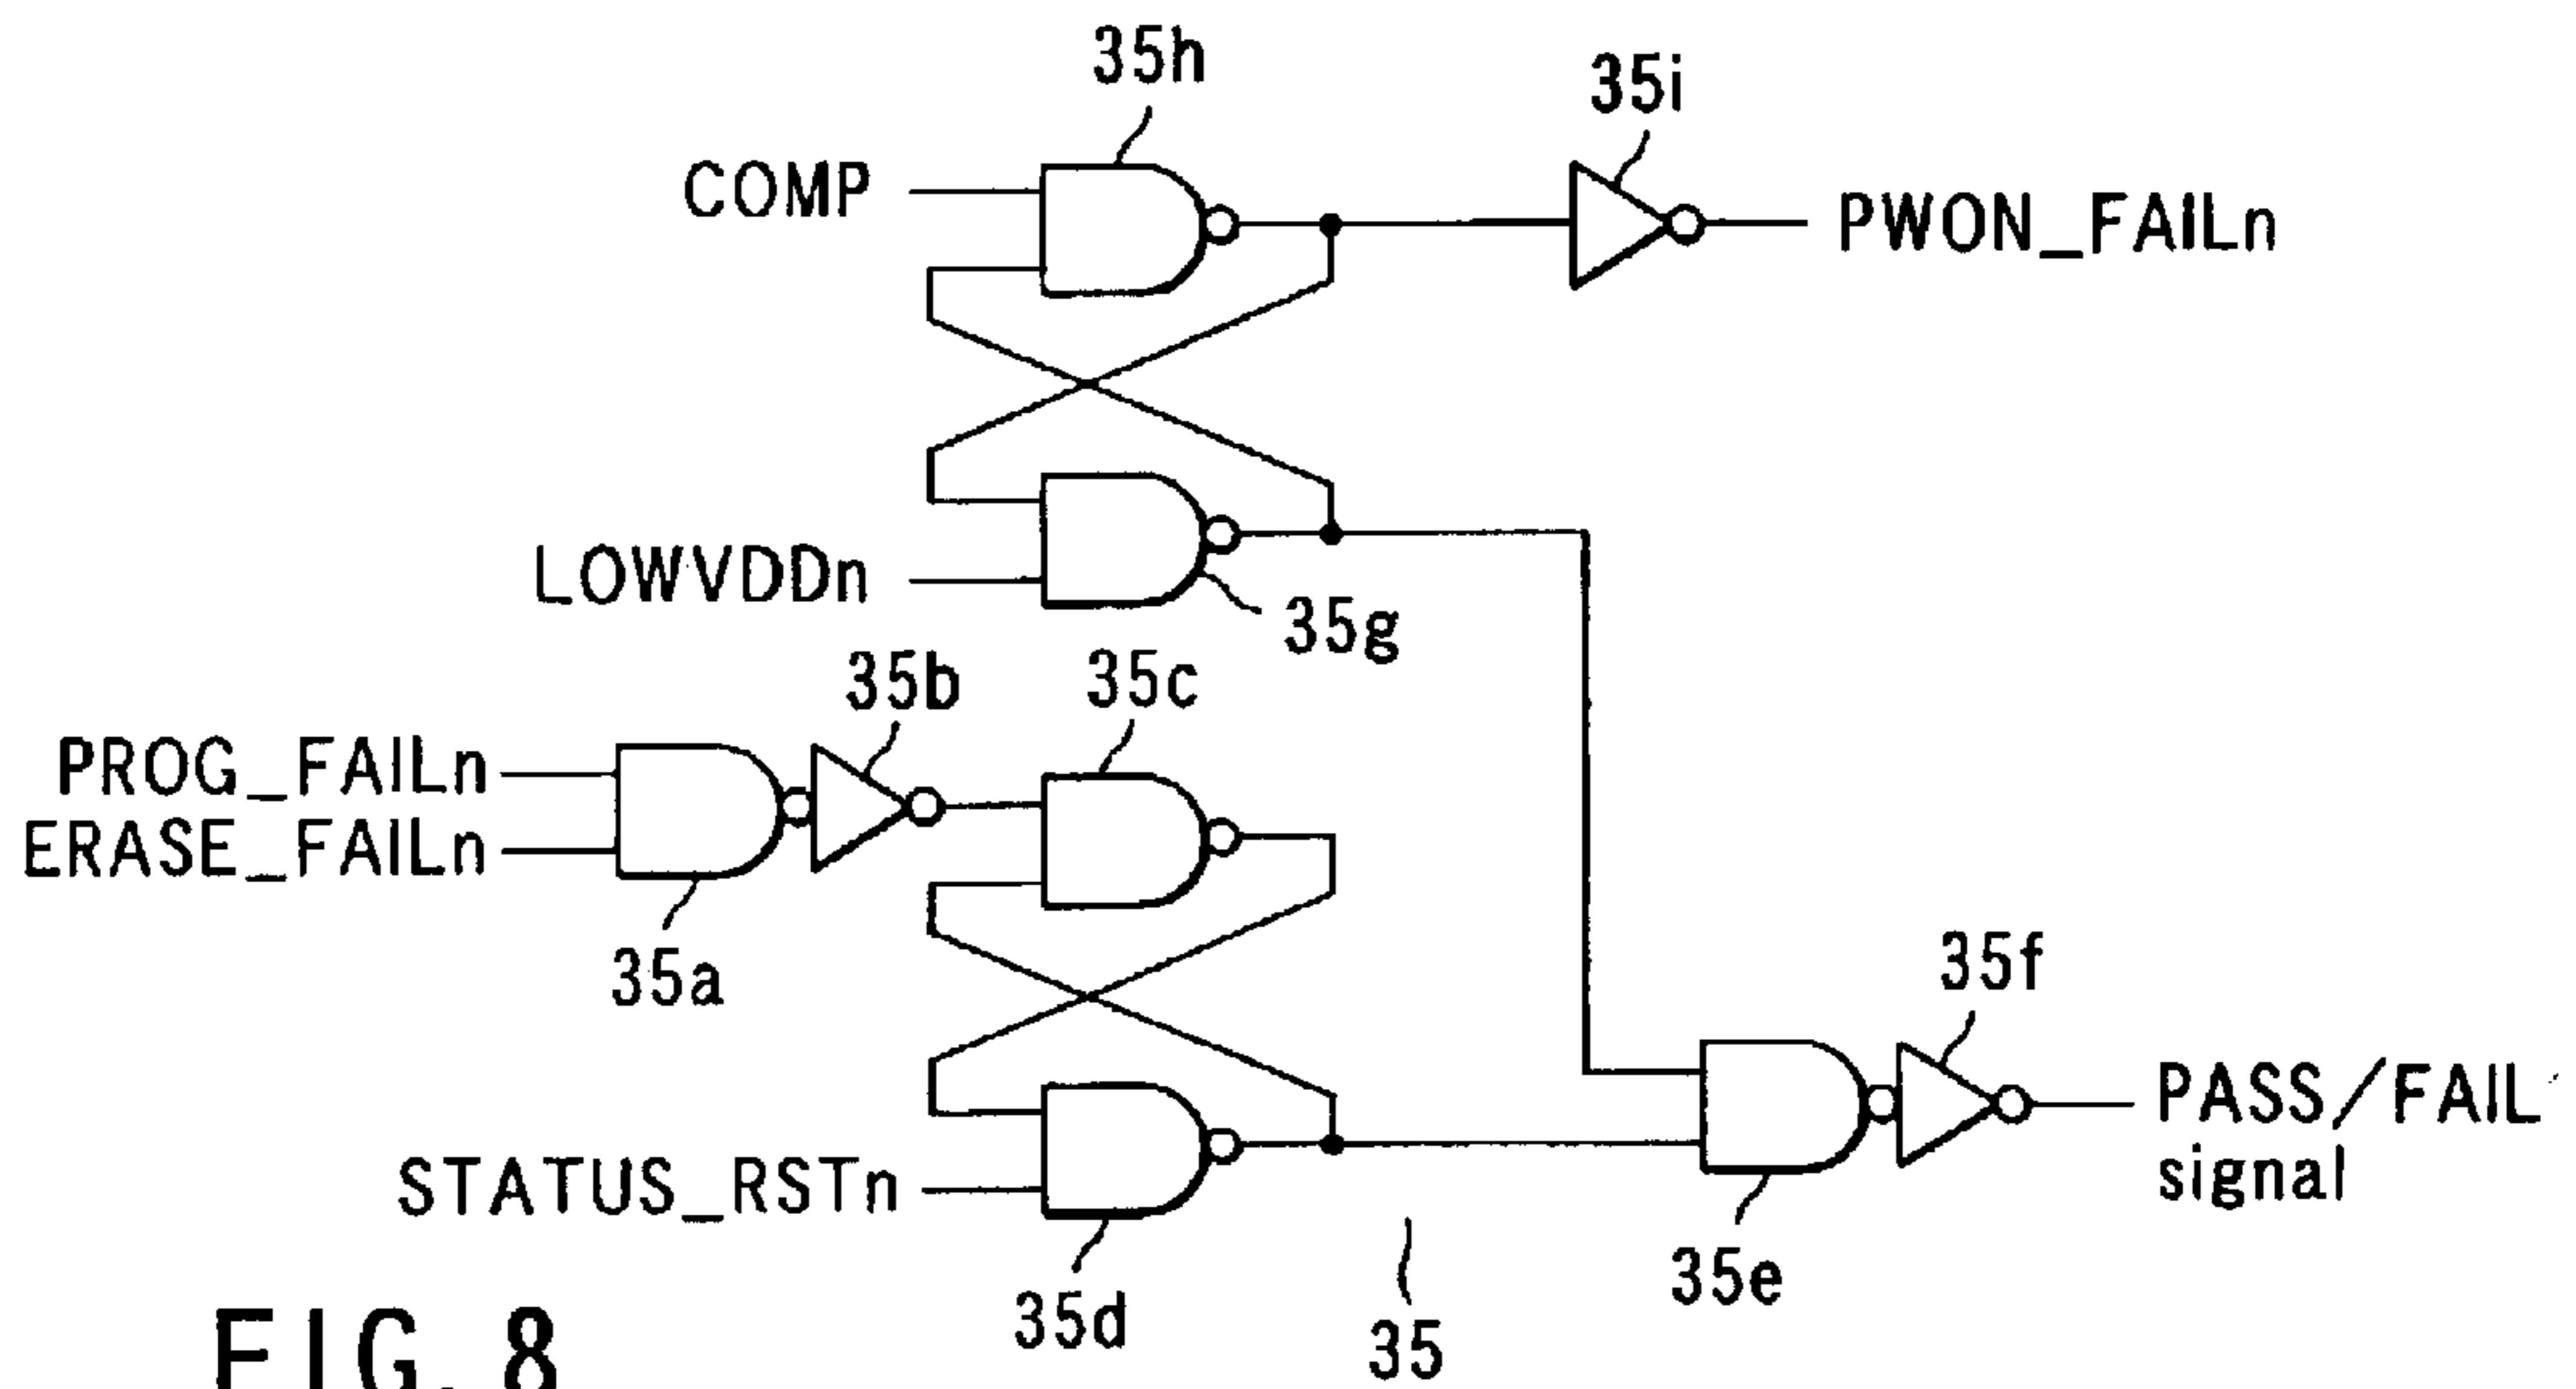 35h
35i
COMP
PWON_FAILn
LOWVDDn
35g
35b
35c
PROG_FAILn
ERASE_FAILn
35a
35f
PASS/FAIL
signal
STATUS_RSTn
35e
35d
35
FIG. 8